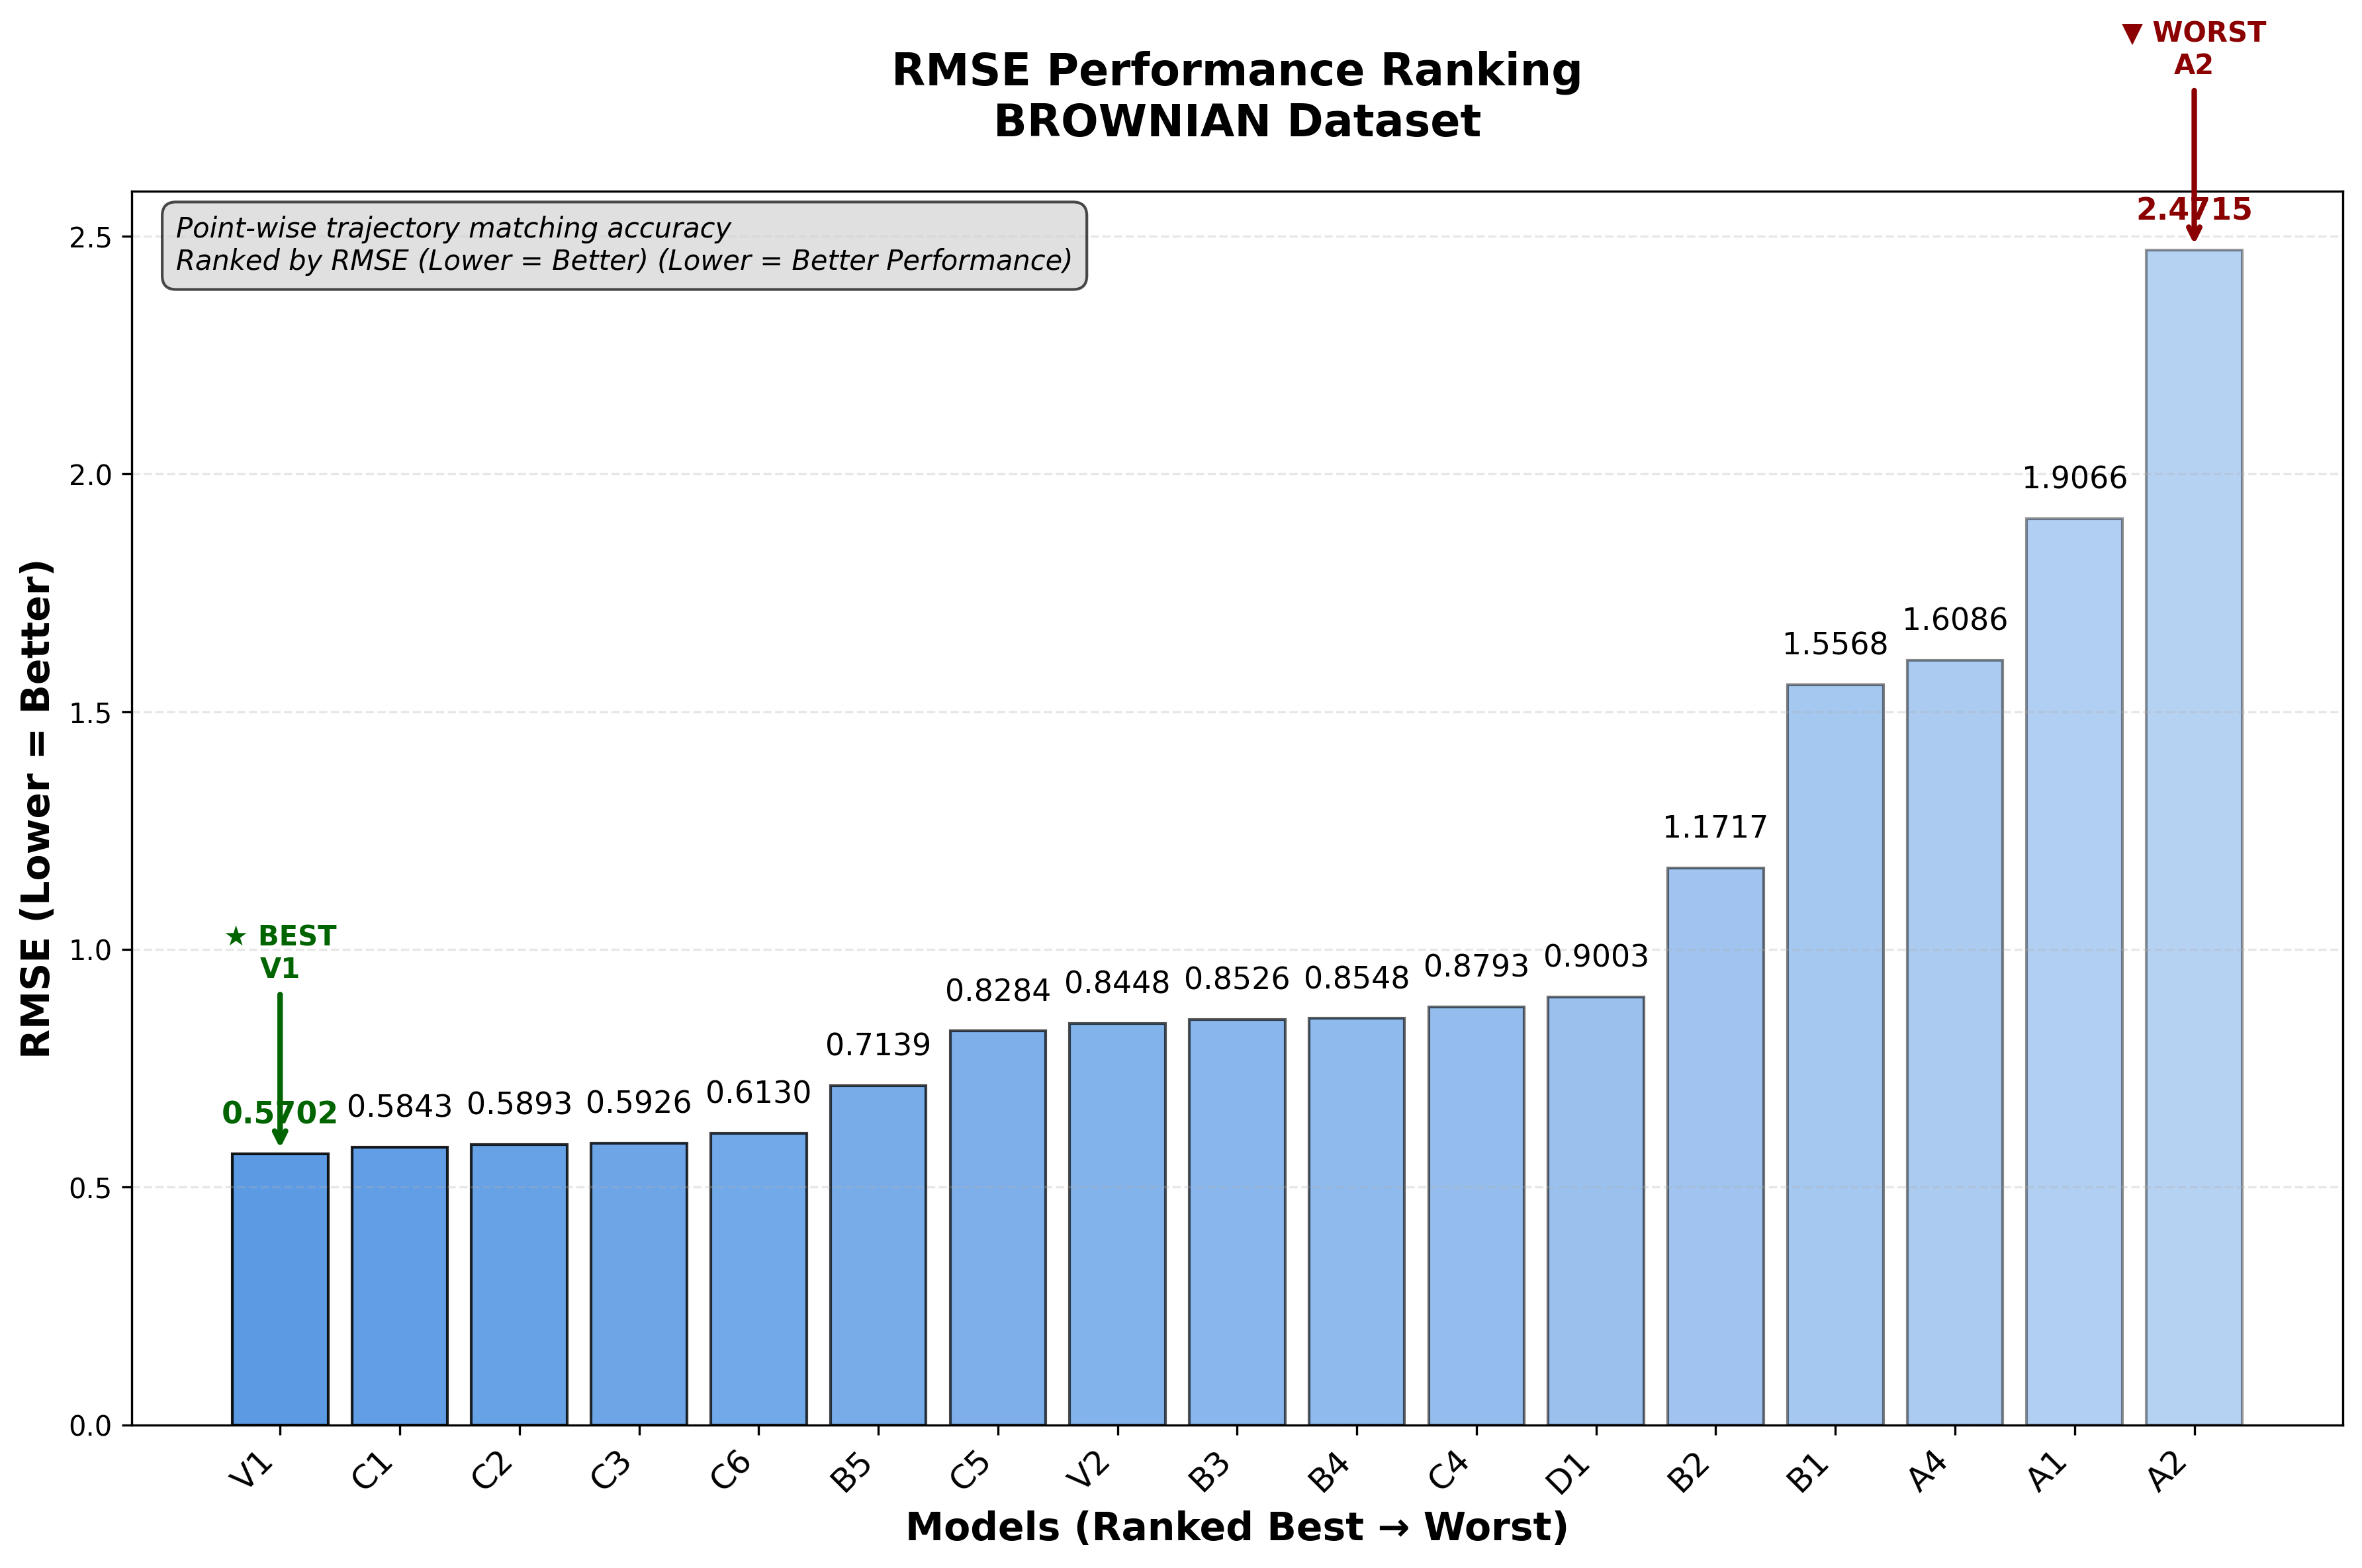 ▼ WORST
A2
RMSE Performance Ranking
BROWNIAN Dataset
Point-wise trajectory matching accuracy
Ranked by RMSE (Lower = Better) (Lower = Better Performance)
RMSE (Lower = Better)
2.5
2.0
1.5
1.0
0.5
0.0
★ BEST
V1
0.5702
0.5843
0.5893
0.5926
0.6130
0.7139
0.8284
0.8448
0.8526
0.8548
0.8793
0.9003
1.1717
1.5568
1.6086
1.9066
2.4715
V1
C1
C2
C3
C6
B5
C5
V2
B3
B4
C4
D1
B2
B1
A4
A1
A2
Models (Ranked Best → Worst)